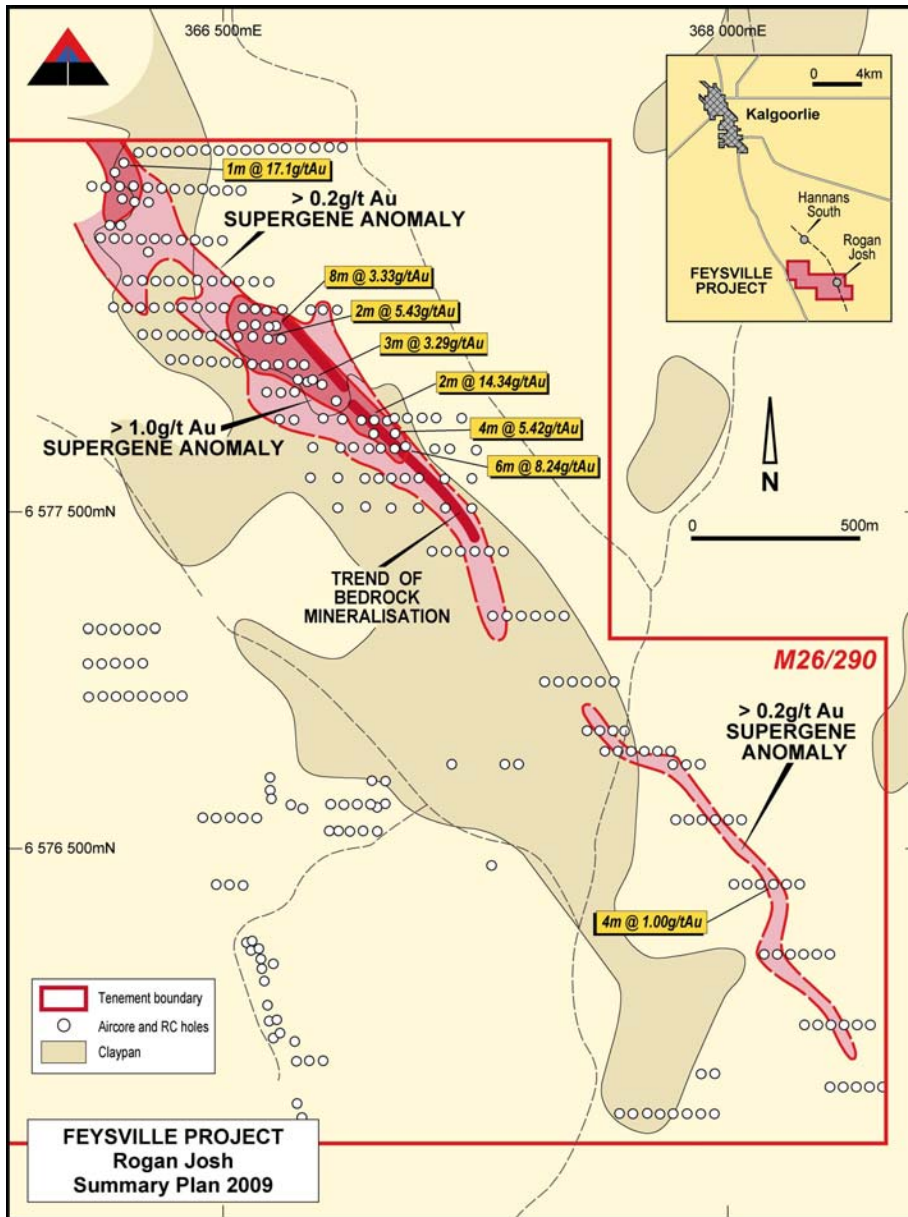 366 500mE
368 000mE
0 4km
Kalgoorlie
Hannans
South
Rogan
Josh
FEYSVILLE
PROJECT
1m @ 17.1g/tAu
> 0.2g/t Au
SUPERGENE ANOMALY
8m @ 3.33g/tAu
2m @ 5.43g/tAu
3m @ 3.29g/tAu
2m @ 14.34g/tAu
4m @ 5.42g/tAu
6m @ 8.24g/tAu
> 1.0g/t Au
SUPERGENE ANOMALY
N
0 500m
6 577 500mN
TREND OF
BEDROCK
MINERALISATION
M26/290
> 0.2g/t Au
SUPERGENE
ANOMALY
6 576 500mN
4m @ 1.00g/tAu
Tenement boundary
Aircore and RC holes
Claypan
FEYSVILLE PROJECT
Rogan Josh
Summary Plan 2009